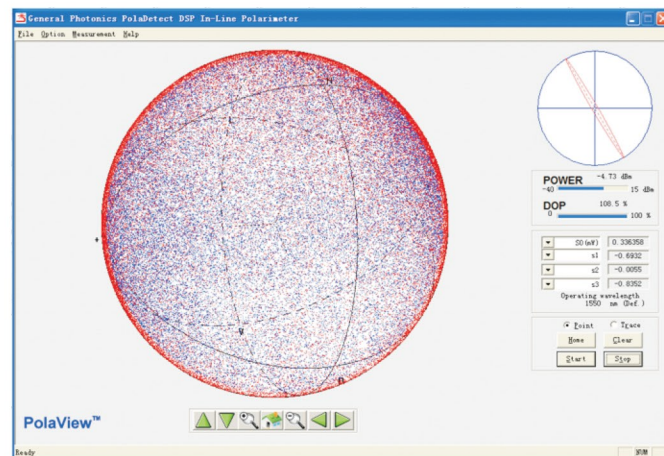 General Photonics PolaDetect DSP In-Line Polarimeter
File Option Measurement Help
POWER -4.73 dBm
-40 15 dBm
DOP 108.5 %
0 100 %
S0(mW) 0.336358
s1 -0.6932
s2 -0.0055
s3 -0.8352
Operating wavelength
1550 nm (Def.)
Point Trace
Home Clear
Start Stop
PolaView™
Ready NUM